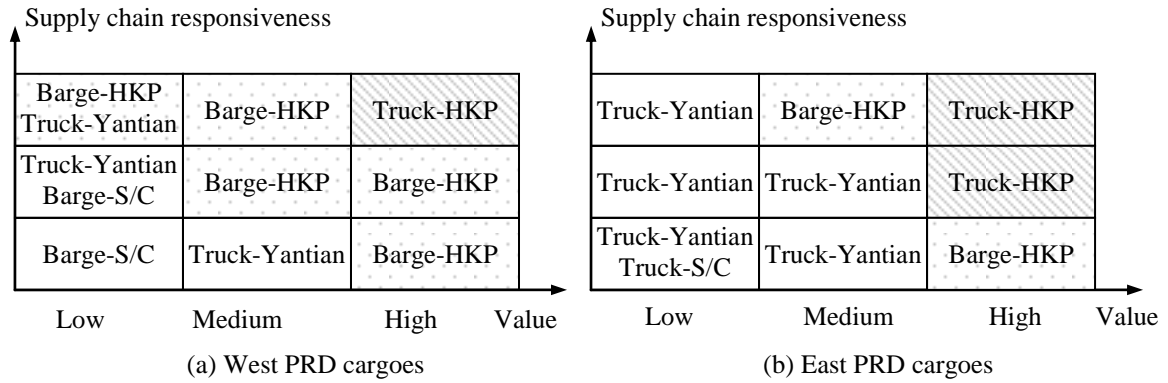 Supply chain responsiveness
Barge-HKP
Truck-Yantian
Barge-HKP
Truck-HKP
Truck-Yantian
Barge-S/C
Barge-HKP
Barge-HKP
Barge-S/C
Truck-Yantian
Barge-HKP
Low
Medium
High
Value
(a) West PRD cargoes
Supply chain responsiveness
Truck-Yantian
Barge-HKP
Truck-HKP
Truck-Yantian
Truck-Yantian
Truck-HKP
Truck-Yantian
Truck-S/C
Truck-Yantian
Barge-HKP
Low
Medium
High
Value
(b) East PRD cargoes